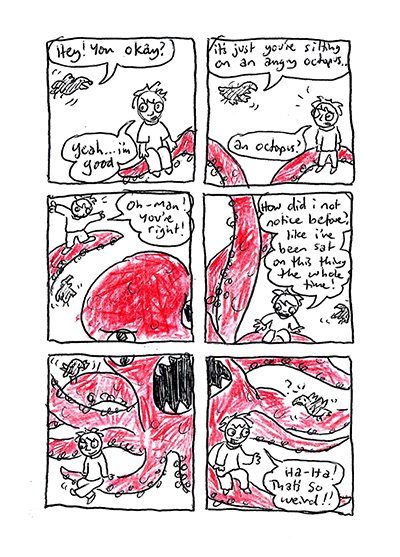 Hey! You okay?
Yeah...i'm
good
it's just you're sitting
on an angry octopus..
an octopus?
Oh-man!
you're
right!
How did i not
notice before?
like i've
been sat
on this thing
the whole
time!
?!
Ha-Ha!
That's so
weird!!